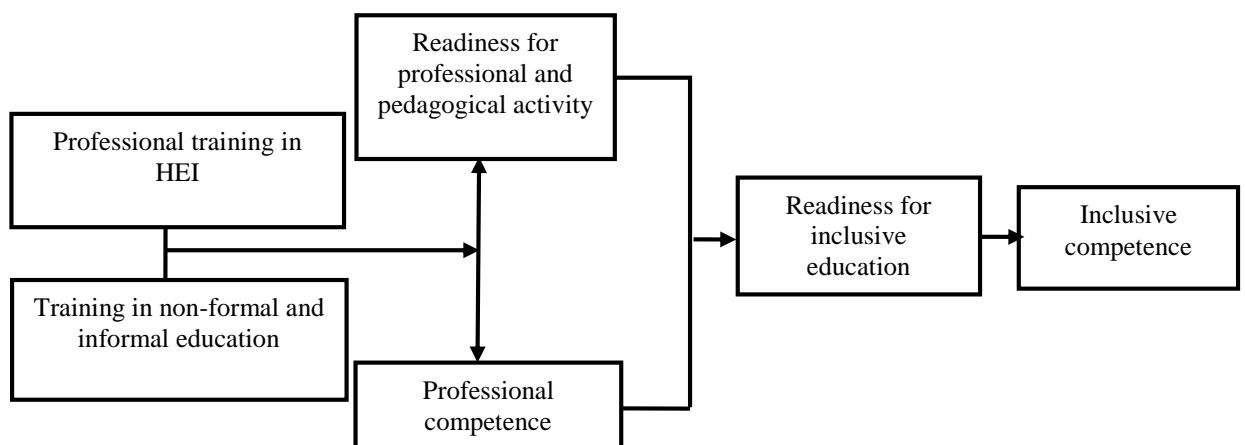 Readiness for
professional and
pedagogical activity
Professional training in
HEI
Training in non-formal and
informal education
Professional
competence
Readiness for
inclusive
education
Inclusive
competence